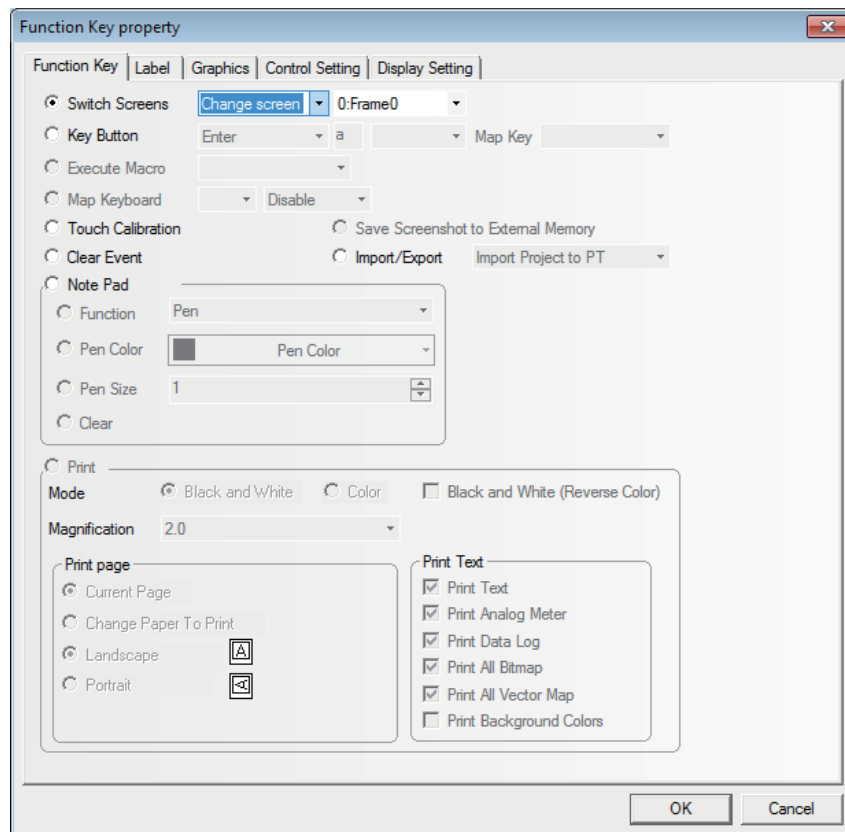 Function Key property
Function Key Label Graphics Control Setting Display Setting
Switch Screens Change screen 0:Frame0
Key Button Enter a Map Key
Execute Macro
Map Keyboard Disable
Touch Calibration Save Screenshot to External Memory
Clear Event Import/Export Import Project to PT
Note Pad
Function Pen
Pen Color Pen Color
Pen Size 1
Clear
Print
Mode Black and White Color Black and White (Reverse Color)
Magnification 2.0
Print page
Current Page
Change Paper To Print
Landscape A
Portrait A
Print Text
Print Text
Print Analog Meter
Print Data Log
Print All Bitmap
Print All Vector Map
Print Background Colors
OK Cancel